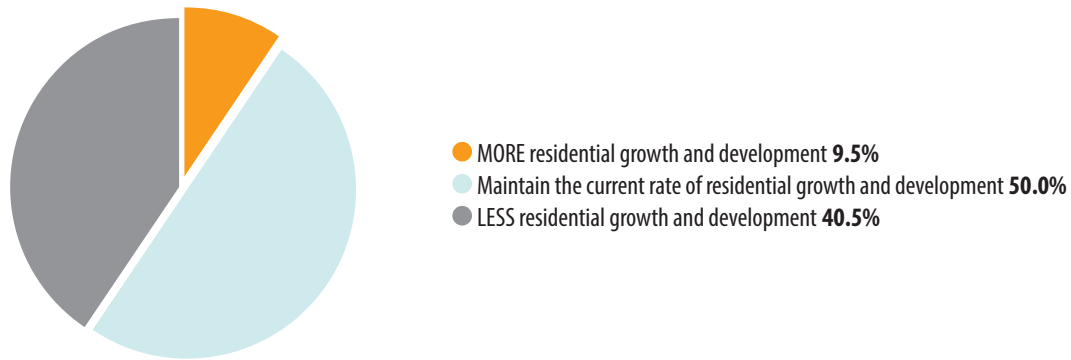 MORE residential growth and development 9.5%
Maintain the current rate of residential growth and development 50.0%
LESS residential growth and development 40.5%